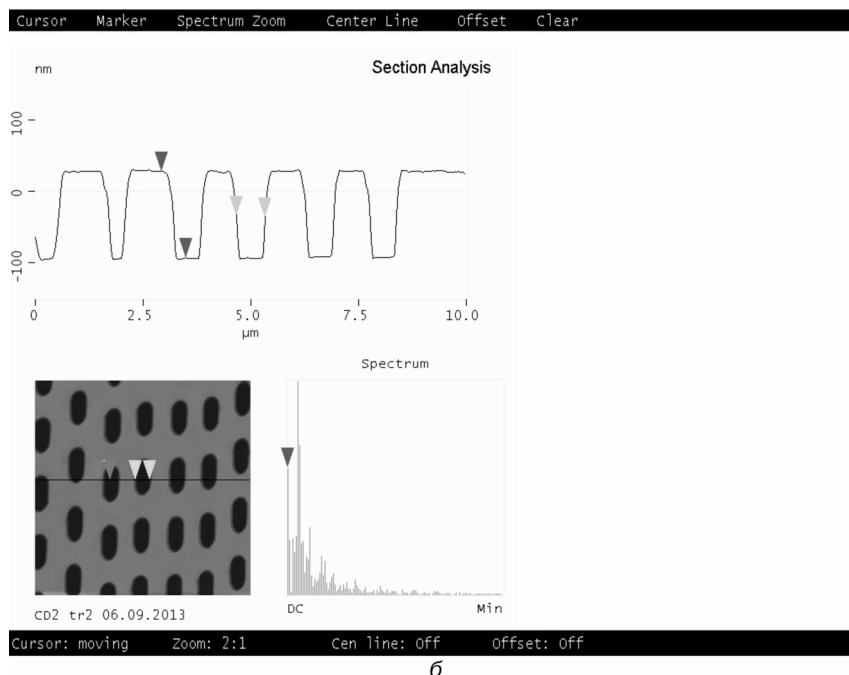 Cursor Marker Spectrum Zoom Center Line Offset Clear
nm Section Analysis
100
0
-100
0 2.5 5.0 7.5 10.0
µm
Spectrum
DC Min
CD2 tr2 06.09.2013
Cursor: moving Zoom: 2:1 Cen line: Off Offset: Off
б